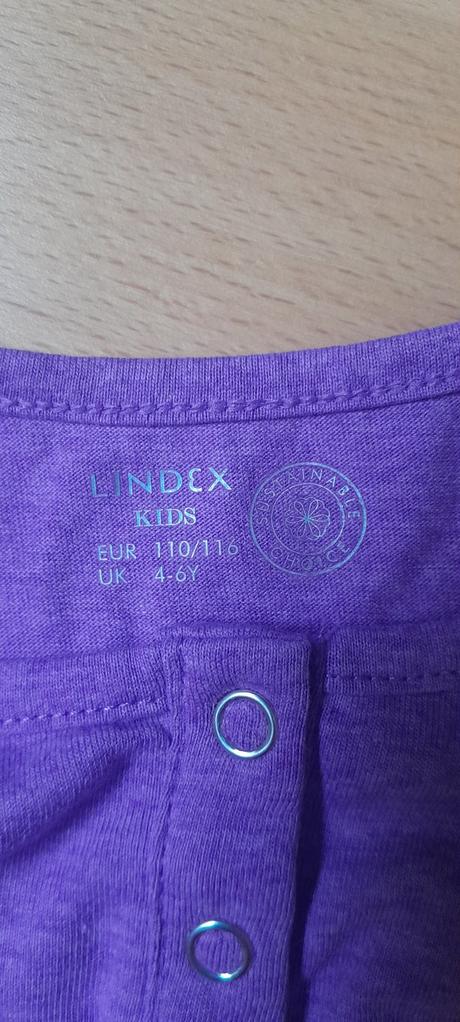 LINDEX
KIDS
EUR 110/116
UK 4-6Y
SUSTAINABLE
CHOICE